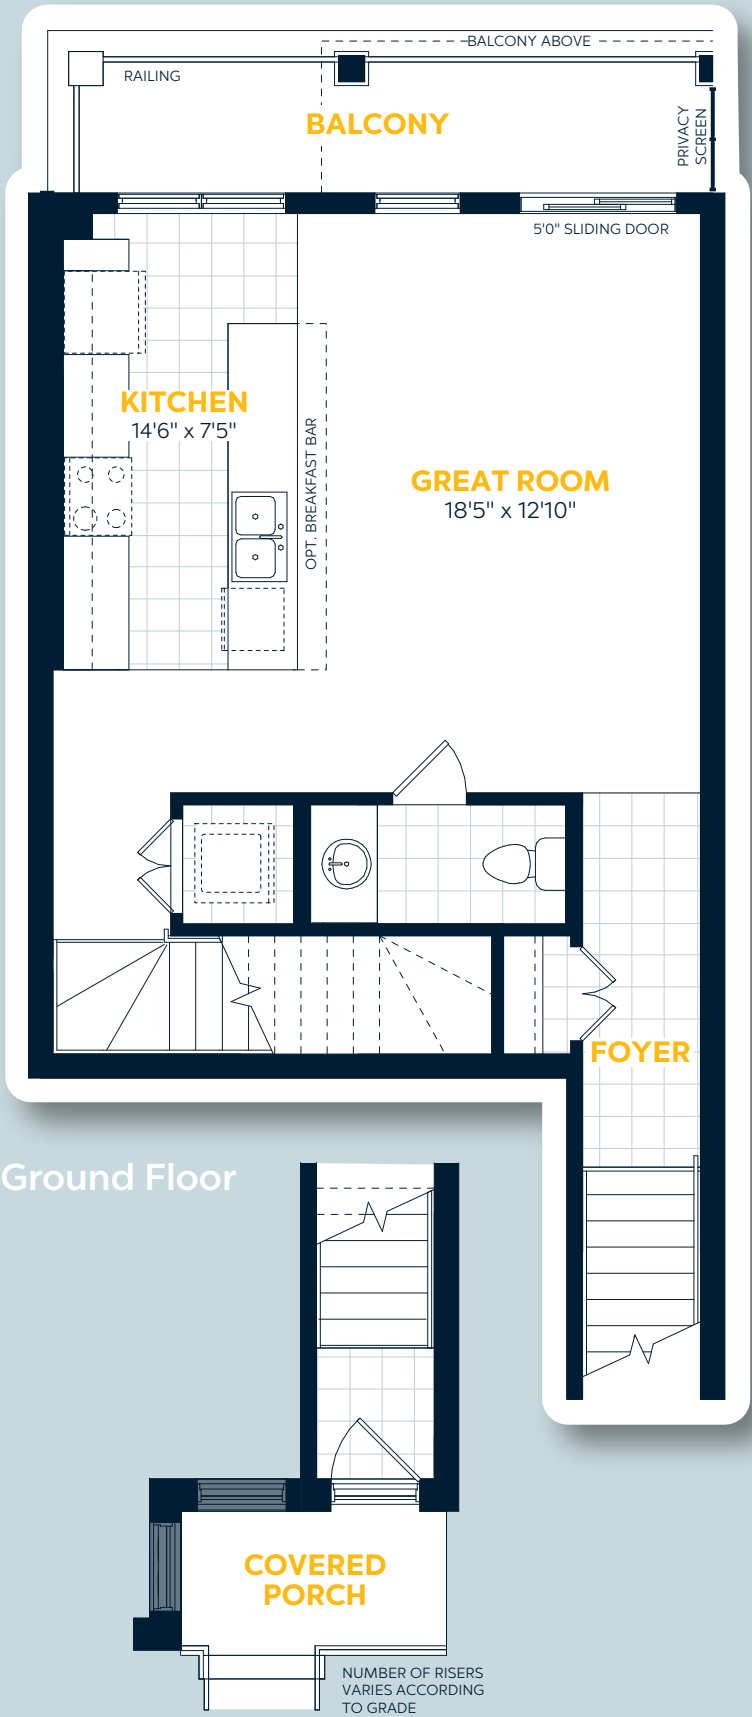 BALCONY ABOVE
RAILING
BALCONY
PRIVACY
SCREEN
5'0" SLIDING DOOR
KITCHEN
14'6" x 7'5"
OPT. BREAKFAST BAR
GREAT ROOM
18'5" x 12'10"
FOYER
Ground Floor
COVERED
PORCH
NUMBER OF RISERS
VARIES ACCORDING
TO GRADE